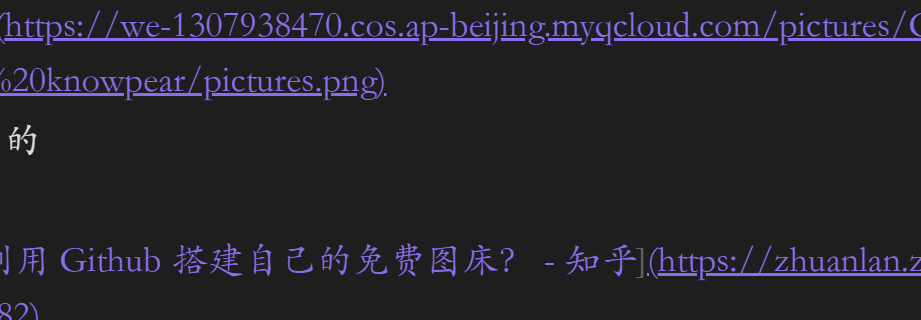 (https://we-1307938470.cos.ap-beijing.myqcloud.com/pictures/
%20knowpear/pictures.png)
的
利用 Github 搭建自己的免费图床? - 知乎](https://zhuanlan.z
82)